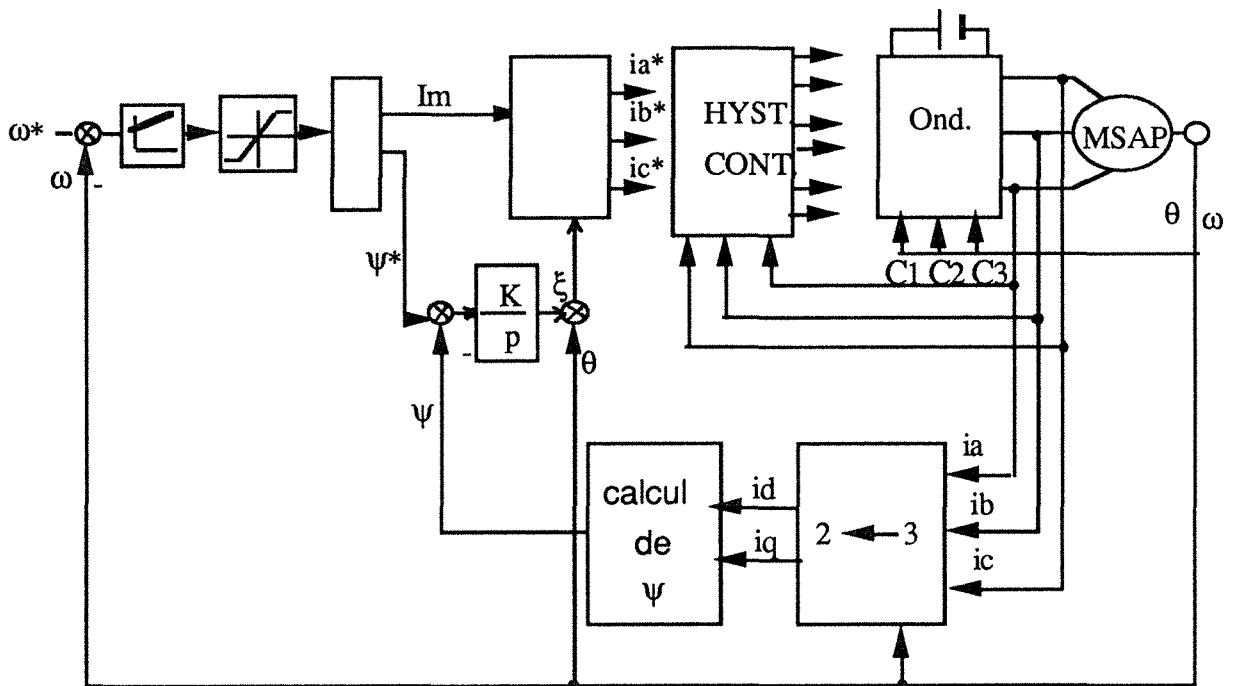 Im
ia*
ib*
ic*
HYST
CONT
Ond.
MSAP
ω*
ω
-
θ
ω
C1 C2 C3
ψ*
K
p
-
ξ
θ
ψ
calcul
de
ψ
id
iq
2
3
ia
ib
ic